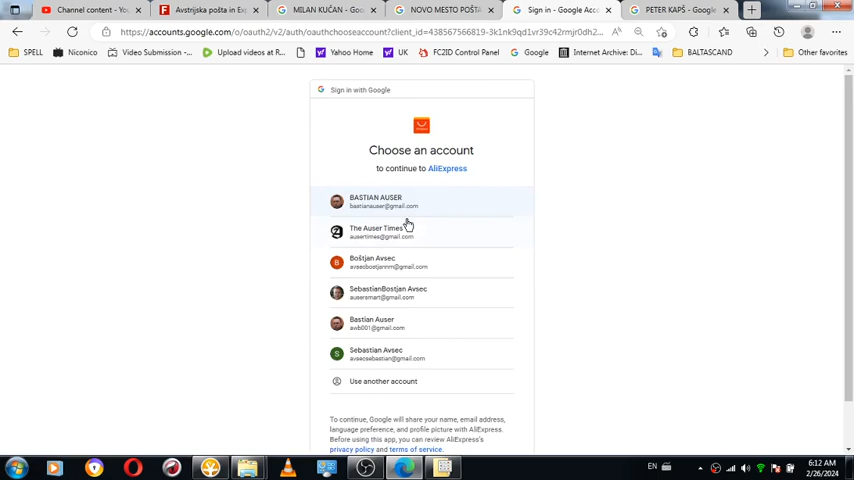 Channel content - You...
Avstrijska pošta in Exp
MILAN KUČAN - Google
NOVO MESTO POŠTA
Sign in - Google Acc
PETER KAPŠ - Google
https://accounts.google.com/o/oauth2/v2/auth/oauthchooseaccount?client_id=438567566819-3k1nk9qd1vr39c42rmjr0dh2...
SPELL
Niconico
Video Submission -...
Upload videos at R...
Yahoo Home
UK
FC2ID Control Panel
Google
Internet Archive: Di...
BALTASCAND
Other favorites
Sign in with Google
Choose an account
to continue to AliExpress
BASTIAN AUSER
bastianauser@gmail.com
The Auser Times
ausertimes@gmail.com
Boštjan Avsec
avsecbostjannm@gmail.com
SebastianBostjan Avsec
ausersmart@gmail.com
Bastian Auser
awb001@gmail.com
Sebastian Avsec
avsecsebastian@gmail.com
Use another account
To continue, Google will share your name, email address,
language preference, and profile picture with AliExpress.
Before using this app, you can review AliExpress's
privacy policy and terms of service.
EN
6:12 AM
2/26/2024